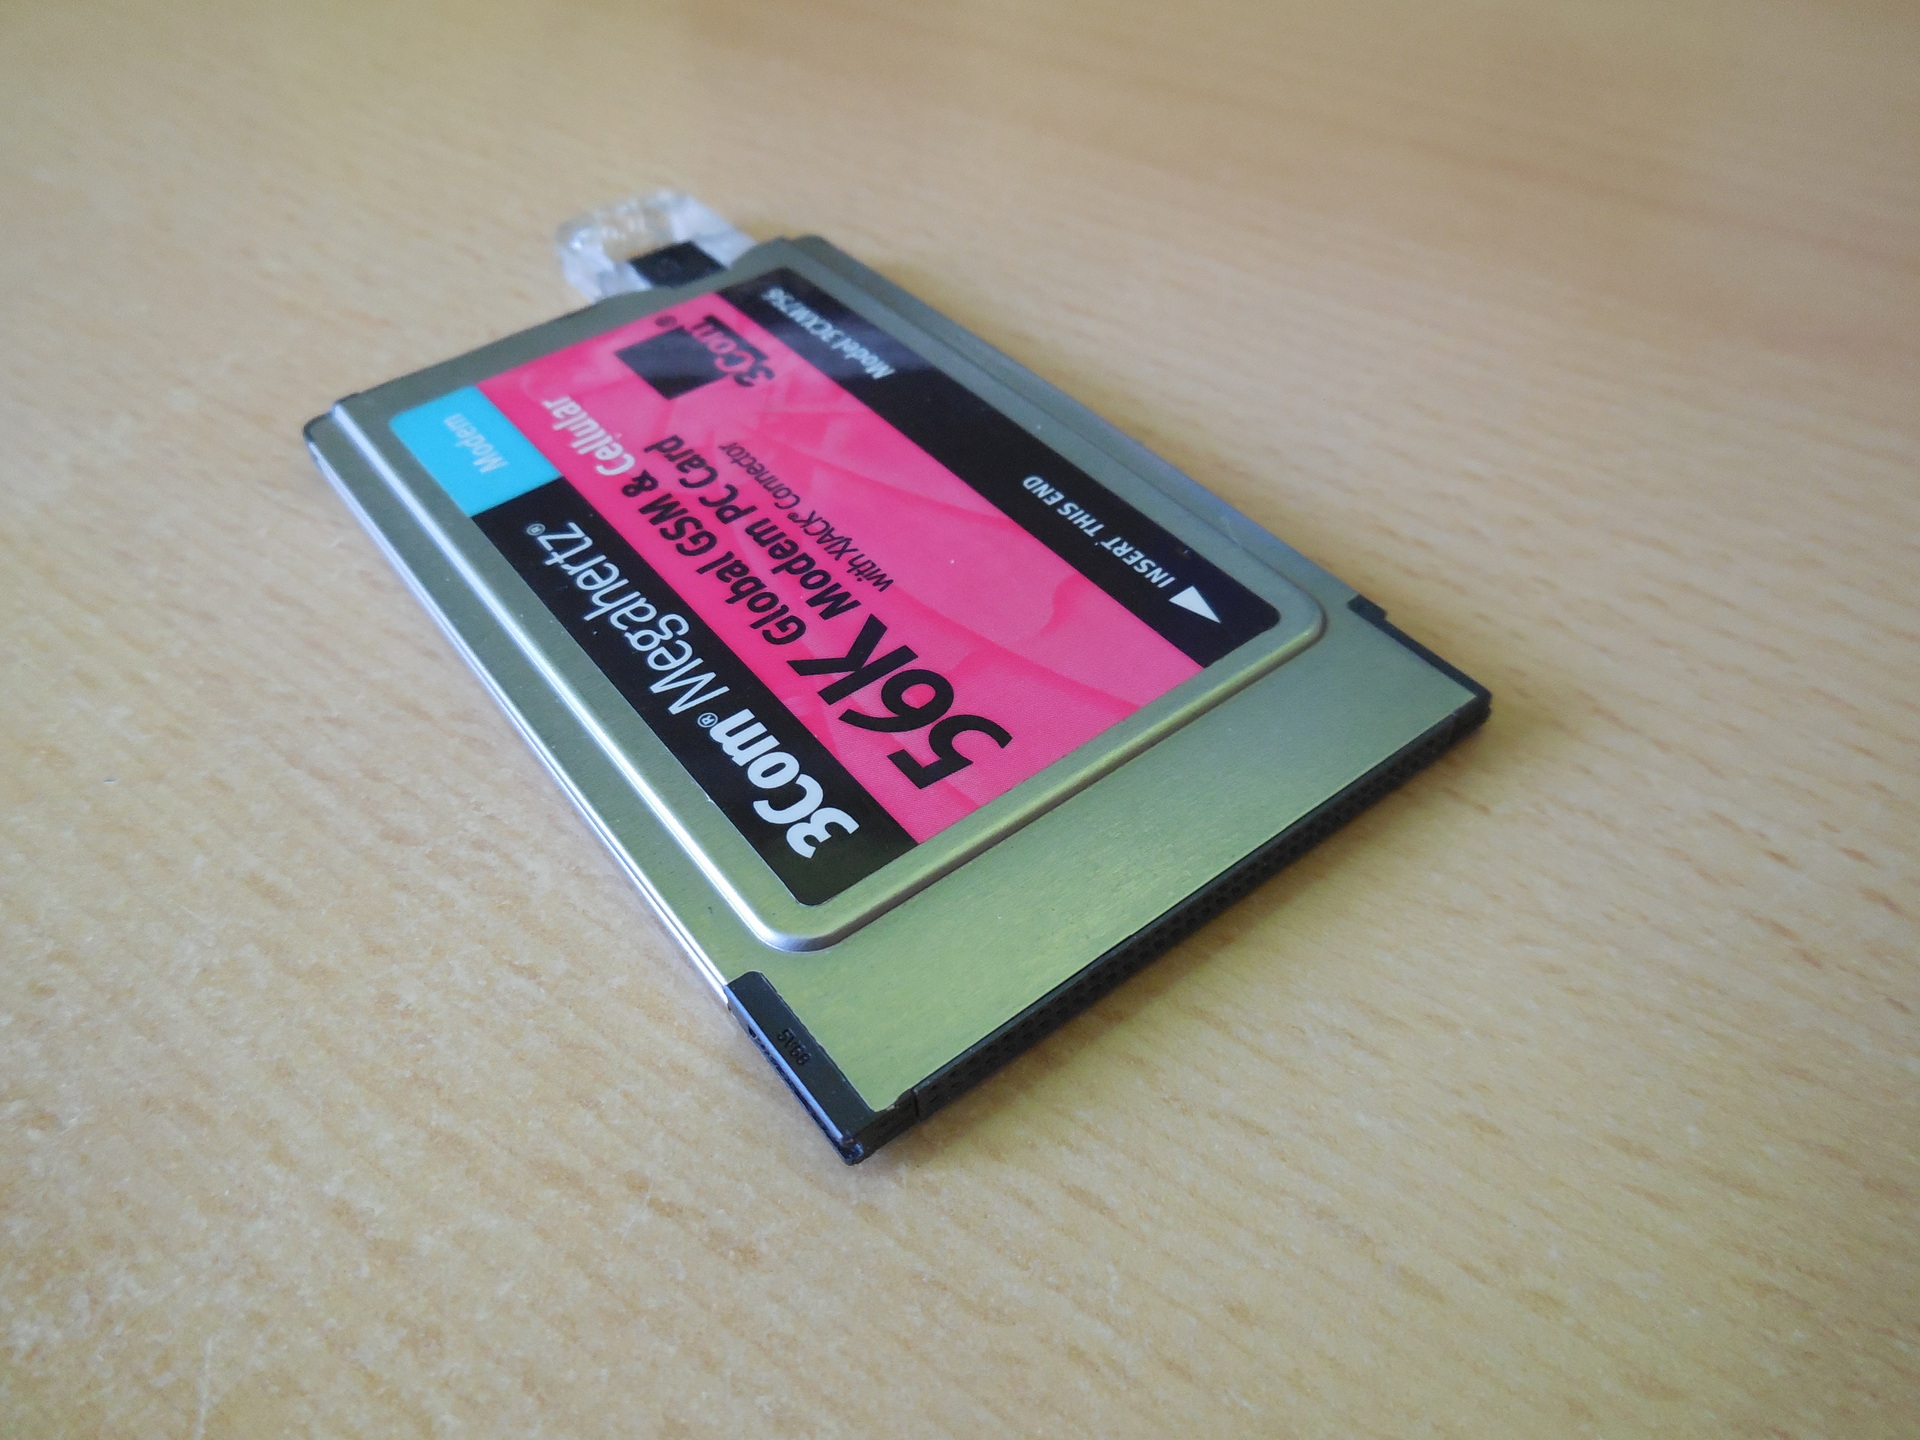 Modem
3Com® Megahertz®
56K Global GSM & Cellular
Modem PC Card
with XJACK® Connector
3Com®
Model 3CXM756
INSERT THIS END